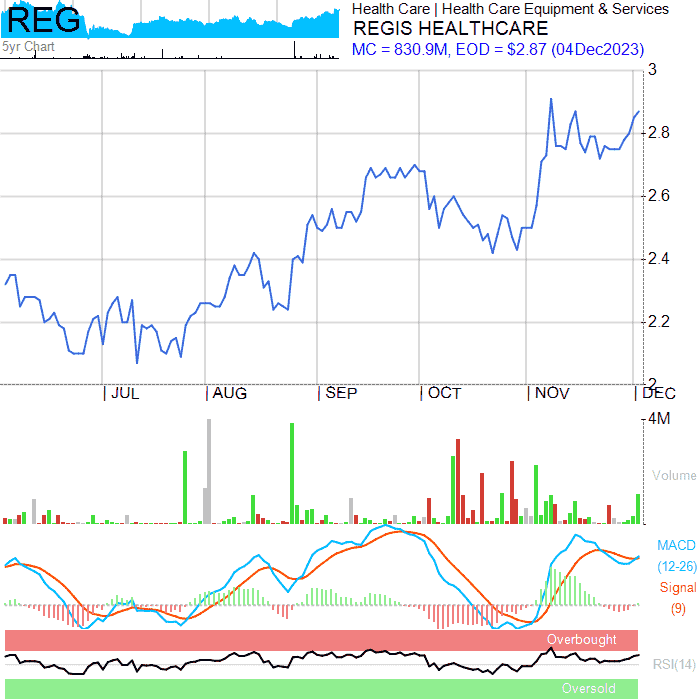 REG
5yr Chart
Health Care | Health Care Equipment & Services
REGIS HEALTHCARE
MC = 830.9M, EOD = $2.87 (04Dec2023)
3
2.8
2.6
2.4
2.2
2
JUL
AUG
SEP
OCT
NOV
DEC
4M
Volume
MACD
(12-26)
Signal
(9)
Overbought
RSI(14)
Oversold